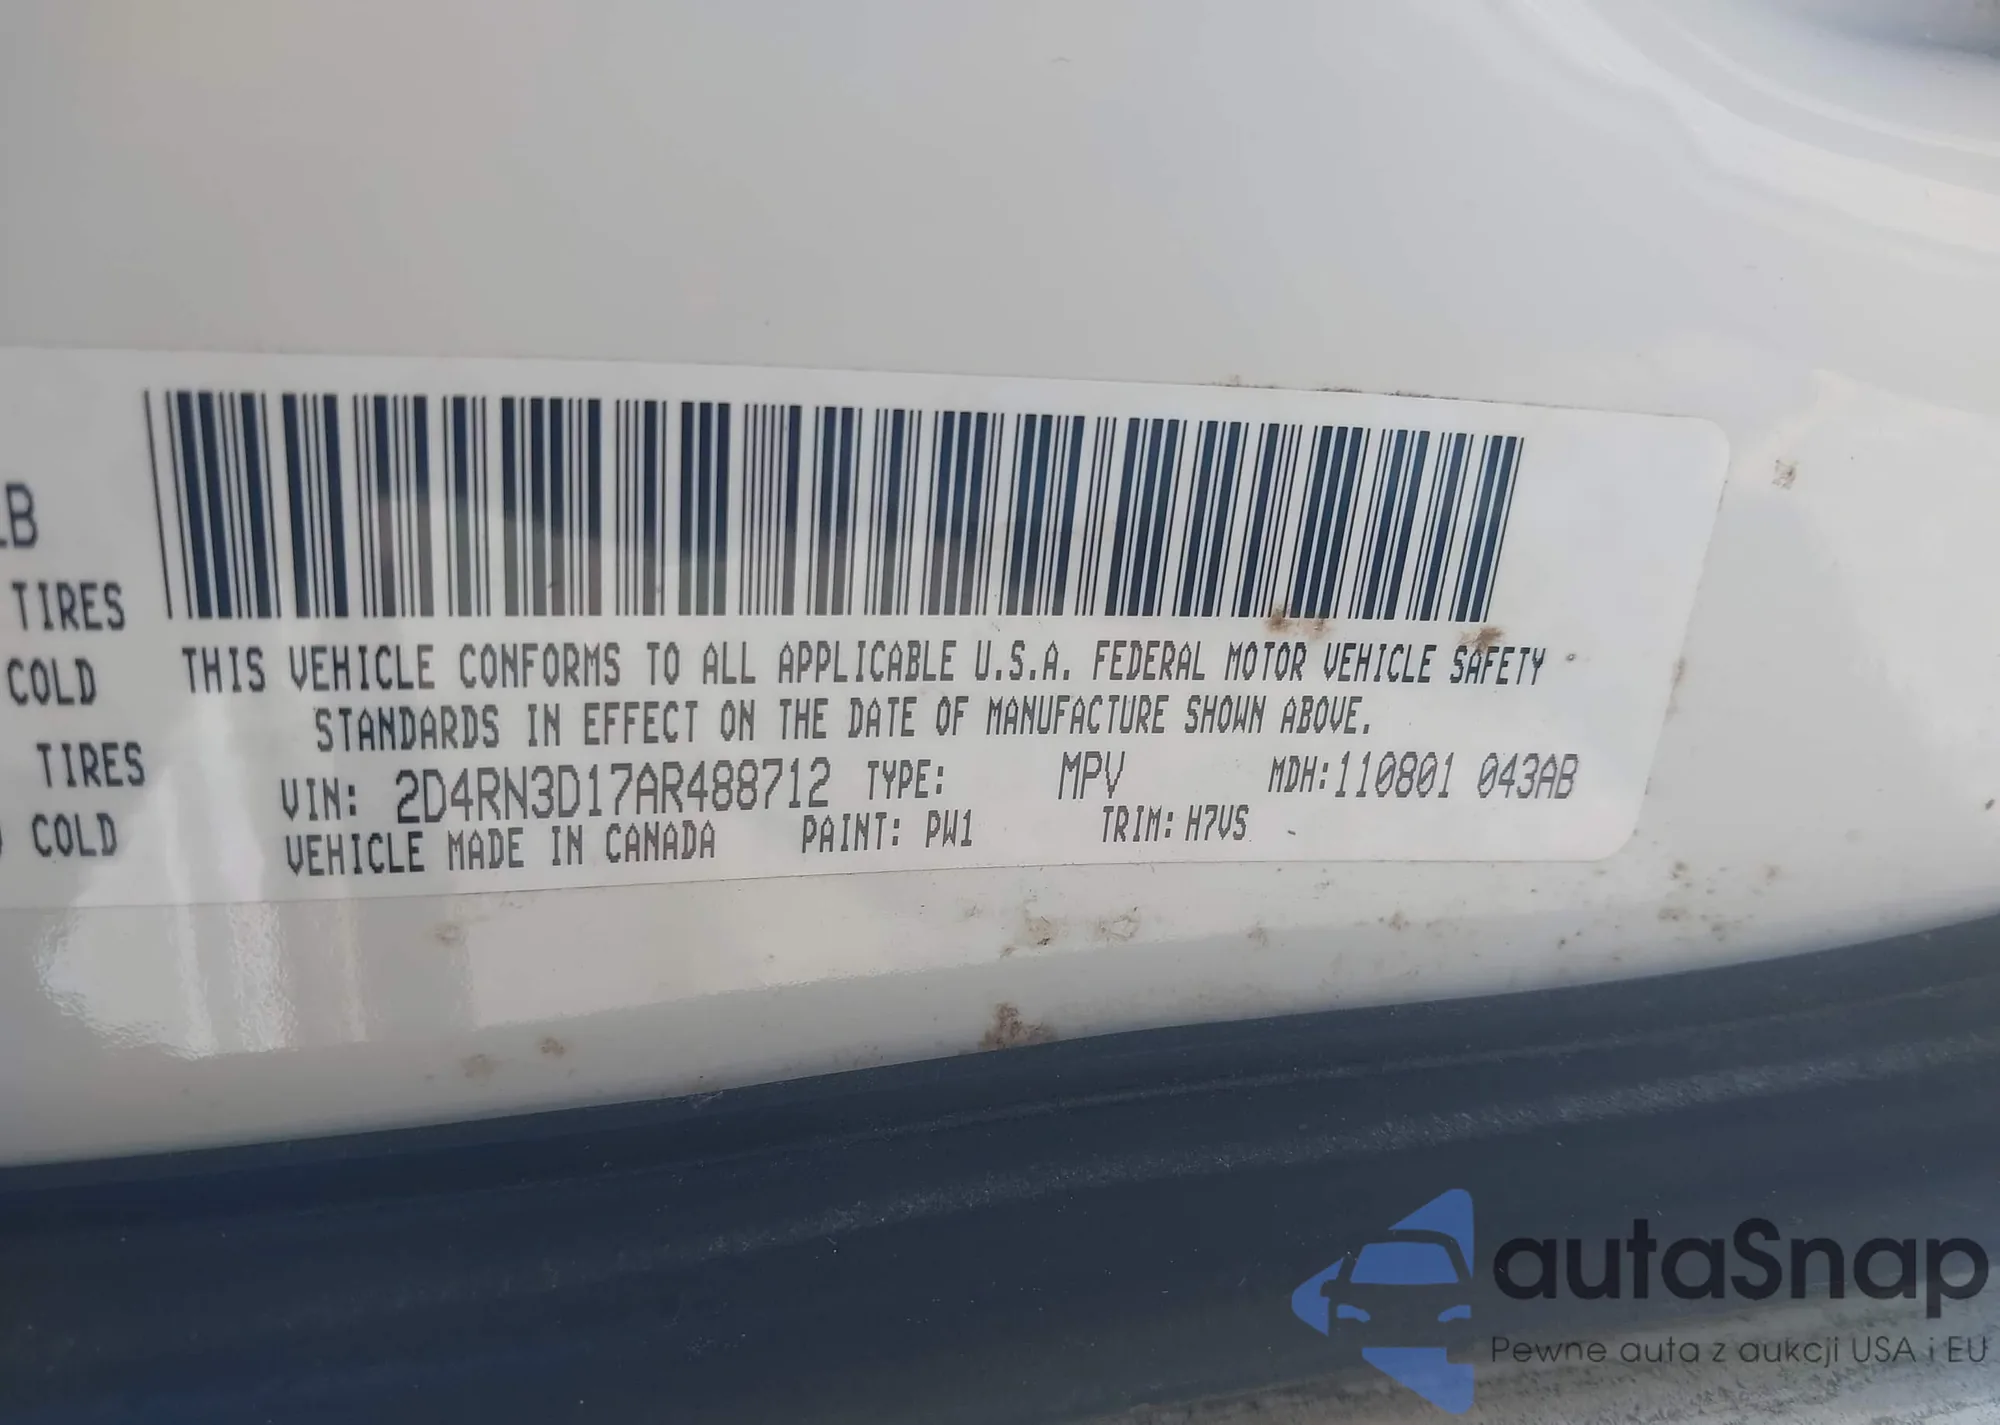 LB
TIRES
COLD
TIRES
COLD
THIS VEHICLE CONFORMS TO ALL APPLICABLE U.S.A. FEDERAL MOTOR VEHICLE SAFETY
STANDARDS IN EFFECT ON THE DATE OF MANUFACTURE SHOWN ABOVE.
VIN: 2D4RN3D17AR488712 TYPE: MPV MDH:110801 043AB
VEHICLE MADE IN CANADA PAINT: PW1 TRIM: H7VS
autaSnap
Pewne auta z aukcji USA i EU